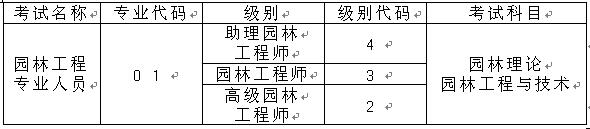 考试名称 专业代码 级别 级别代码 考试科目
园林工程
专业人员
01
助理园林
工程师
4
园林工程师
3
高级园林
工程师
2
园林理论
园林工程与技术